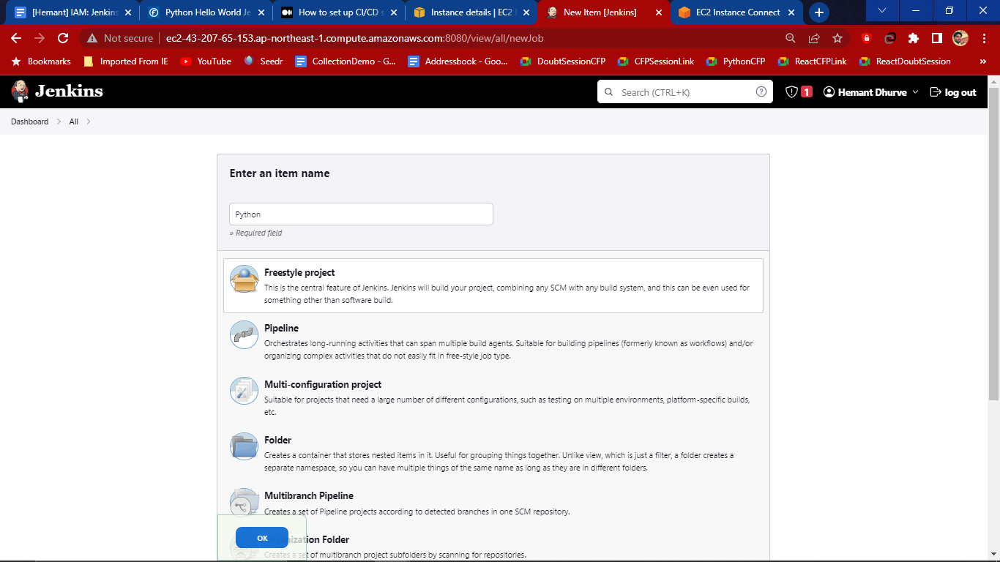 [Hemant] IAM: Jenkins
Python Hello World Je
How to set up CI/CD s
Instance details | EC2
New Item [Jenkins]
EC2 Instance Connect
Not secure
ec2-43-207-65-153.ap-northeast-1.compute.amazonaws.com:8080/view/all/newJob
Bookmarks
Imported From IE
YouTube
Seedr
CollectionDemo - G...
Addressbook - Goo...
DoubtSessionCFP
CFPSessionLink
PythonCFP
ReactCFPLink
ReactDoubtSession
»
Jenkins
Search (CTRL+K)
1
Hemant Dhurve
log out
Dashboard
All
Enter an item name
Python
» Required field
Freestyle project
This is the central feature of Jenkins. Jenkins will build your project, combining any SCM with any build system, and this can be even used for
something other than software build.
Pipeline
Orchestrates long-running activities that can span multiple build agents. Suitable for building pipelines (formerly known as workflows) and/or
organizing complex activities that do not easily fit in free-style job type.
Multi-configuration project
Suitable for projects that need a large number of different configurations, such as testing on multiple environments, platform-specific builds,
etc.
Folder
Creates a container that stores nested items in it. Useful for grouping things together. Unlike view, which is just a filter, a folder creates a
separate namespace, so you can have multiple things of the same name as long as they are in different folders.
Multibranch Pipeline
Creates a set of Pipeline projects according to detected branches in one SCM repository.
OK
Organization Folder
Creates a set of multibranch project subfolders by scanning for repositories.